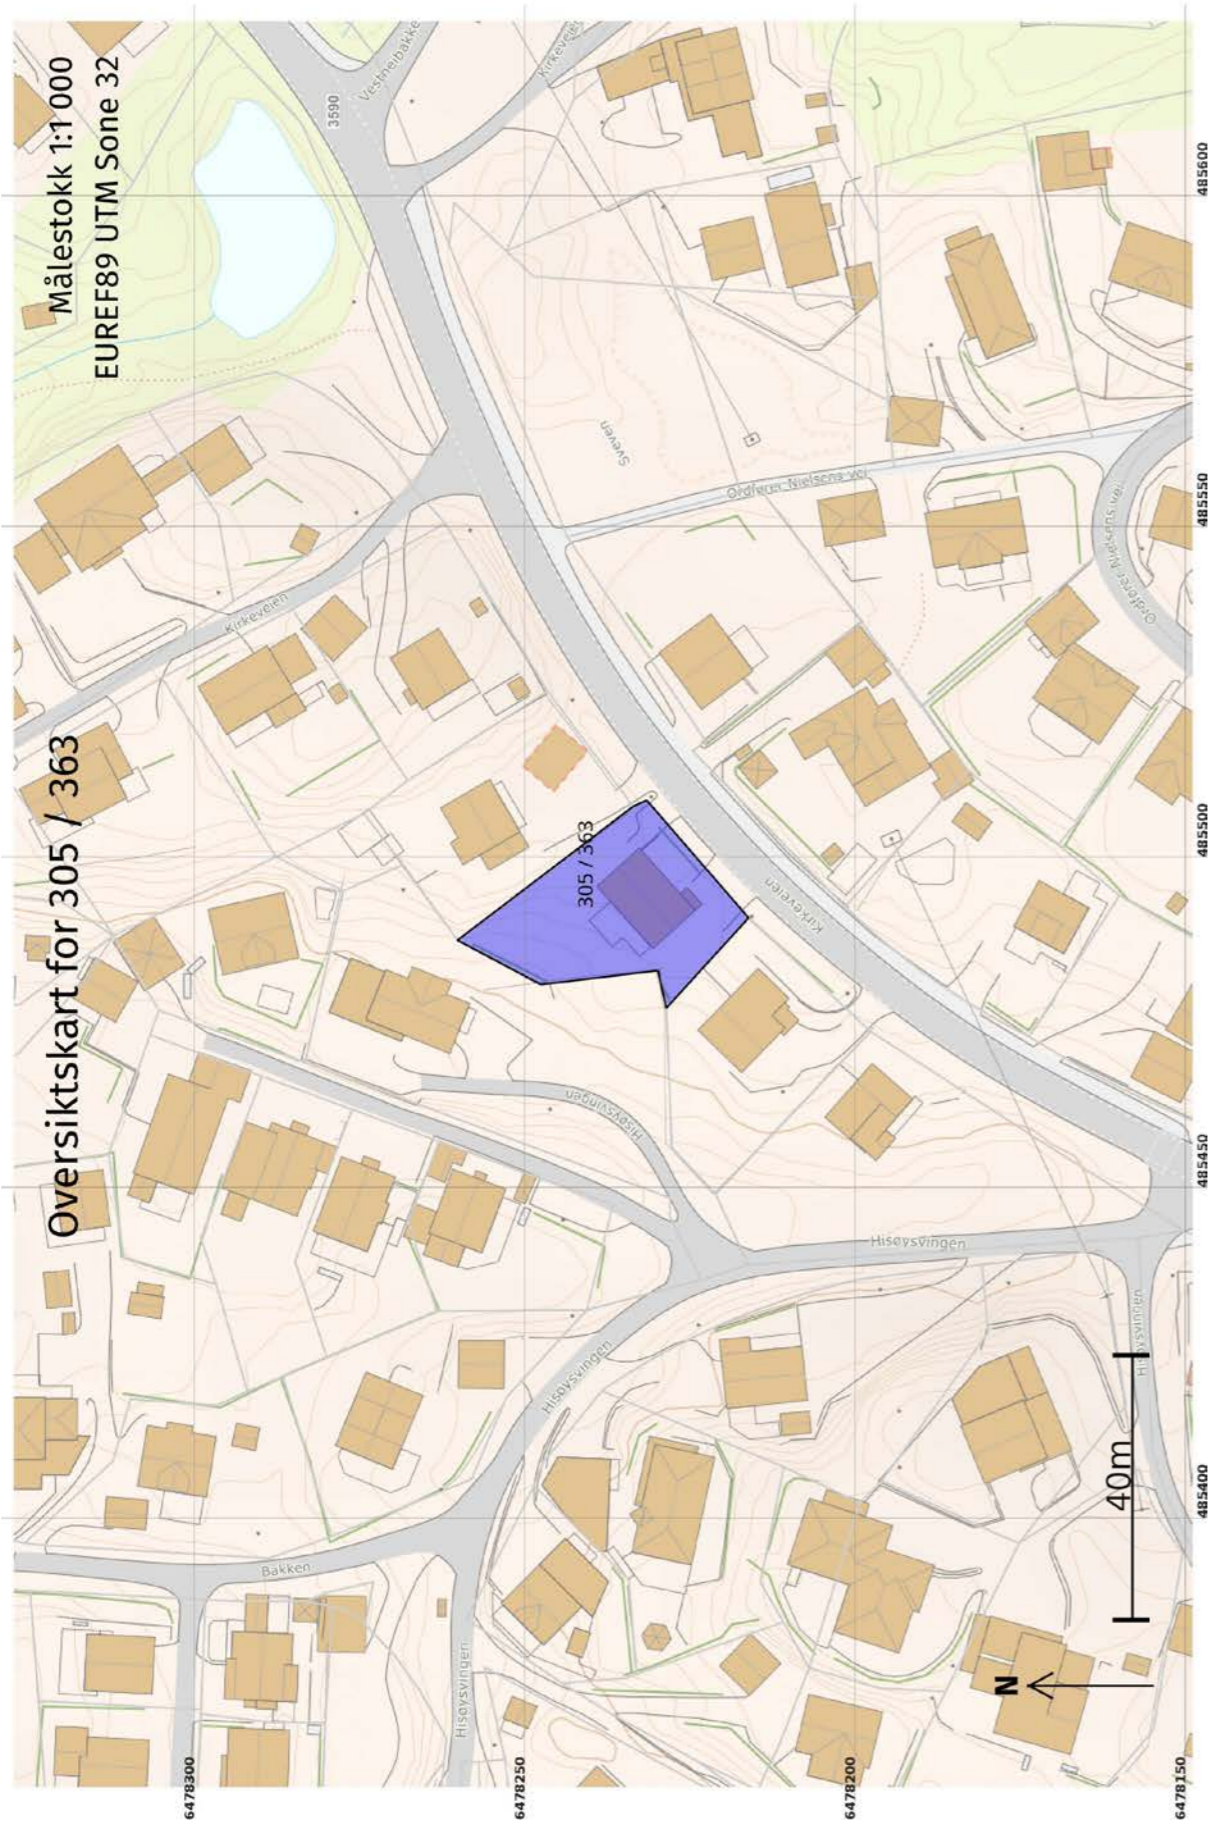 Oversiktskart for 305 / 363
Målestokk 1:1 000
EUREF89 UTM Sone 32
3590
Vestheibakken
Kirkeveien
Kirkeveien
Sveven
Ordfører Nielsens vei
Ordfører Nielsens vei
305 / 363
Kirkeveien
Hisøysvingen
Hisøysvingen
Hisøysvingen
Hisøysvingen
Bakken
Hisøysvingen
40m
N
6478300
6478250
6478200
6478150
485400
485450
485500
485550
485600